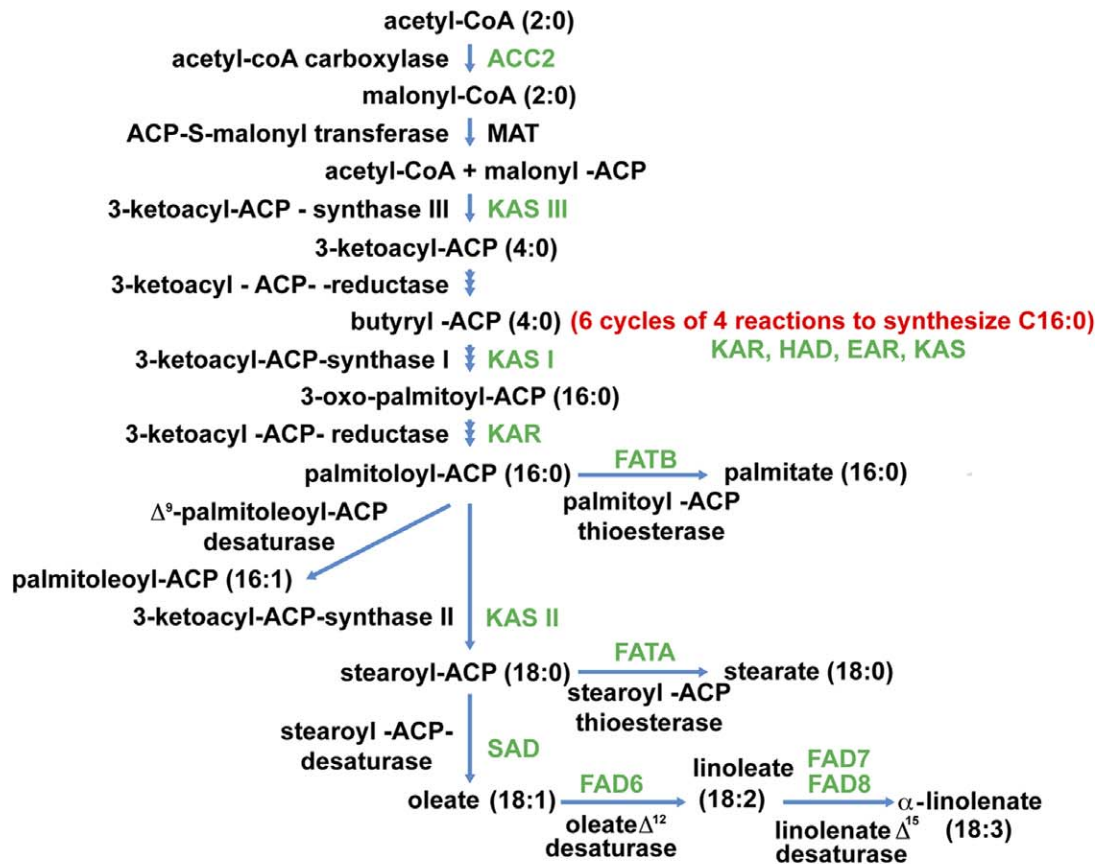 acetyl-CoA (2:0)
acetyl-coA carboxylase ACC2
malonyl-CoA (2:0)
ACP-S-malonyl transferase MAT
acetyl-CoA + malonyl -ACP
3-ketoacyl-ACP - synthase III KAS III
3-ketoacyl-ACP (4:0)
3-ketoacyl - ACP- -reductase
butyryl -ACP (4:0) (6 cycles of 4 reactions to synthesize C16:0)
KAR, HAD, EAR, KAS
3-ketoacyl-ACP-synthase I KAS I
3-oxo-palmitoyl-ACP (16:0)
3-ketoacyl -ACP- reductase KAR
palmitoloyl-ACP (16:0) FATB palmitate (16:0)
palmitoyl -ACP
thioesterase
Δ⁹-palmitoleoyl-ACP
desaturase
palmitoleoyl-ACP (16:1)
3-ketoacyl-ACP-synthase II KAS II
stearoyl-ACP (18:0) FATA stearate (18:0)
stearoyl -ACP
thioesterase
stearoyl -ACP-
desaturase SAD
oleate (18:1) FAD6 linoleate
(18:2)
FAD7
FAD8
α-linolenate
(18:3)
oleate Δ¹²
desaturase
linolenate Δ¹⁵
desaturase